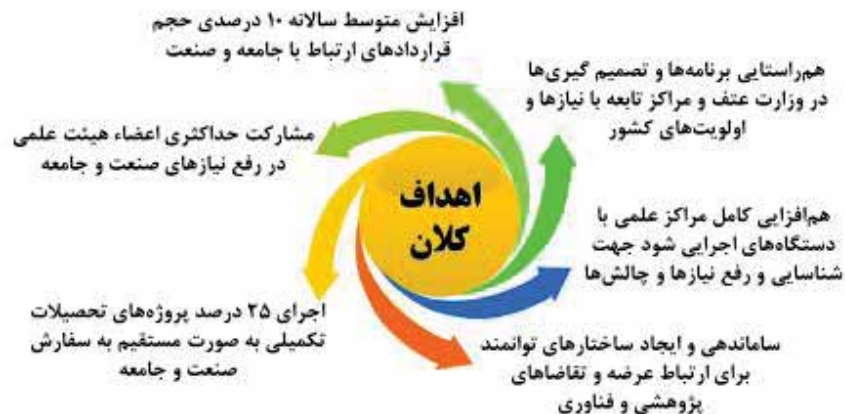 افزایش متوسط سالانه ۱۰ درصدی حجم
قراردادهای ارتباط با جامعه و صنعت
هم‌راستایی برنامه‌ها و تصمیم گیری‌ها
در وزارت عتف و مراکز تابعه با نیازها و
اولویت‌های کشور
مشارکت حداکثری اعضاء هیئت علمی
در رفع نیازهای صنعت و جامعه
اهداف
کلان
هم‌افزایی کامل مراکز علمی با
دستگاه‌های اجرایی شود جهت
شناسایی و رفع نیازها و چالش‌ها
اجرای ۲۵ درصد پروژه‌های تحصیلات
تکمیلی به صورت مستقیم به سفارش
صنعت و جامعه
ساماندهی و ایجاد ساختارهای توانمند
برای ارتباط عرضه و تقاضاهای
پژوهشی و فناوری